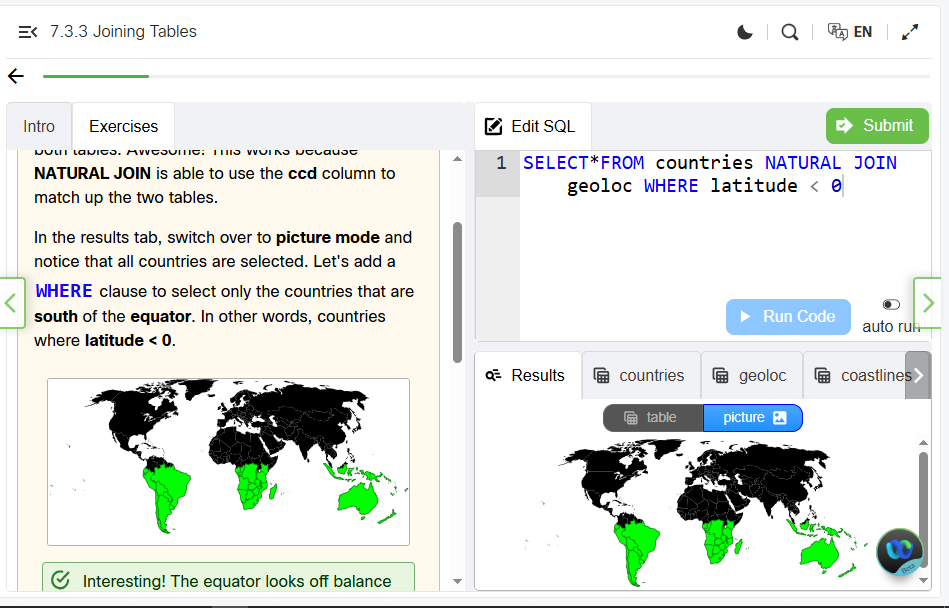 7.3.3 Joining Tables
EN
Intro
Exercises
Edit SQL
Submit
both tables. Awesome! This works because
NATURAL JOIN is able to use the ccd column to
match up the two tables.
In the results tab, switch over to picture mode and
notice that all countries are selected. Let's add a
WHERE clause to select only the countries that are
south of the equator. In other words, countries
where latitude < 0.
Interesting! The equator looks off balance
1 SELECT*FROM countries NATURAL JOIN
geoloc WHERE latitude < 0
Run Code
auto run
Results
countries
geoloc
coastlines
table
picture
Beta